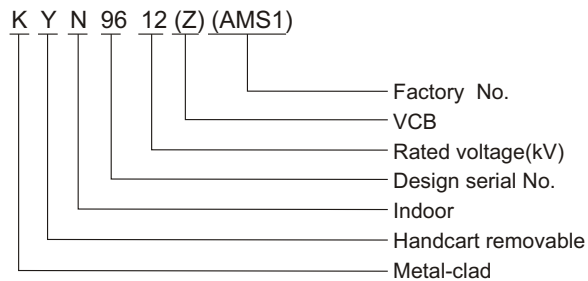 K Y N 96 12 (Z) (AMS1)
Factory No.
VCB
Rated voltage(kV)
Design serial No.
Indoor
Handcart removable
Metal-clad